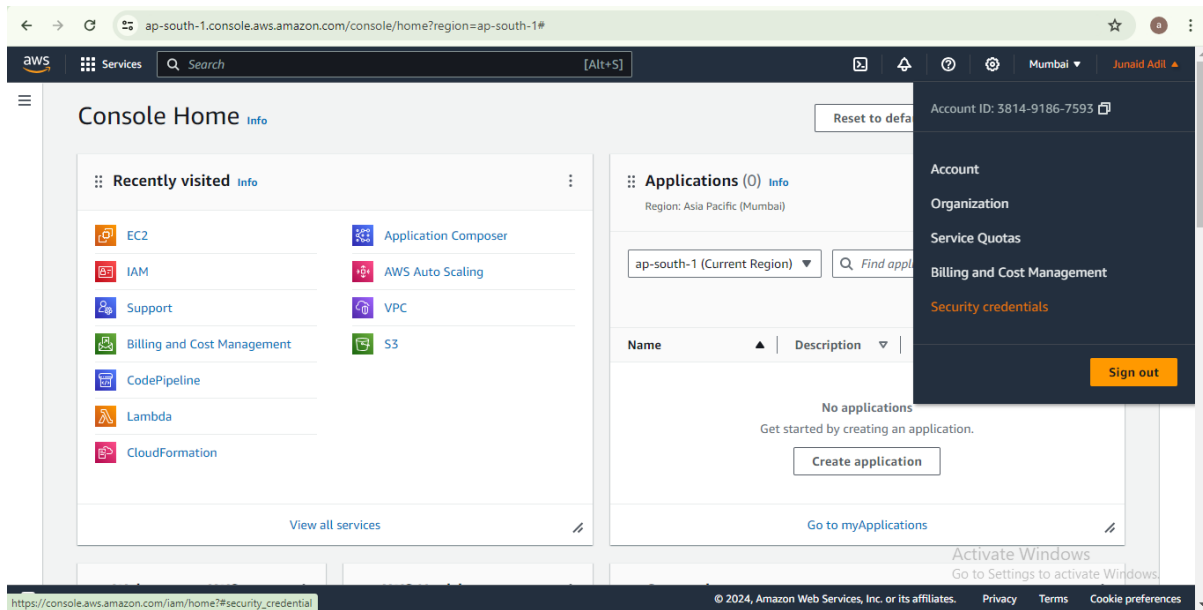 ap-south-1.console.aws.amazon.com/console/home?region=ap-south-1#
a
aws
Services
Search
[Alt+S]
Mumbai
Junaid Adil
Console Home Info
Reset to defa
Account ID: 3814-9186-7593
Account
Organization
Service Quotas
Billing and Cost Management
Security credentials
Sign out
Recently visited Info
EC2
IAM
Support
Billing and Cost Management
CodePipeline
Lambda
CloudFormation
Application Composer
AWS Auto Scaling
VPC
S3
View all services
Applications (0) Info
Region: Asia Pacific (Mumbai)
ap-south-1 (Current Region)
Find appl
Name
Description
No applications
Get started by creating an application.
Create application
Go to myApplications
Activate Windows
Go to Settings to activate Windows.
https://console.aws.amazon.com/iam/home?#security_credential
© 2024, Amazon Web Services, Inc. or its affiliates.
Privacy
Terms
Cookie preferences